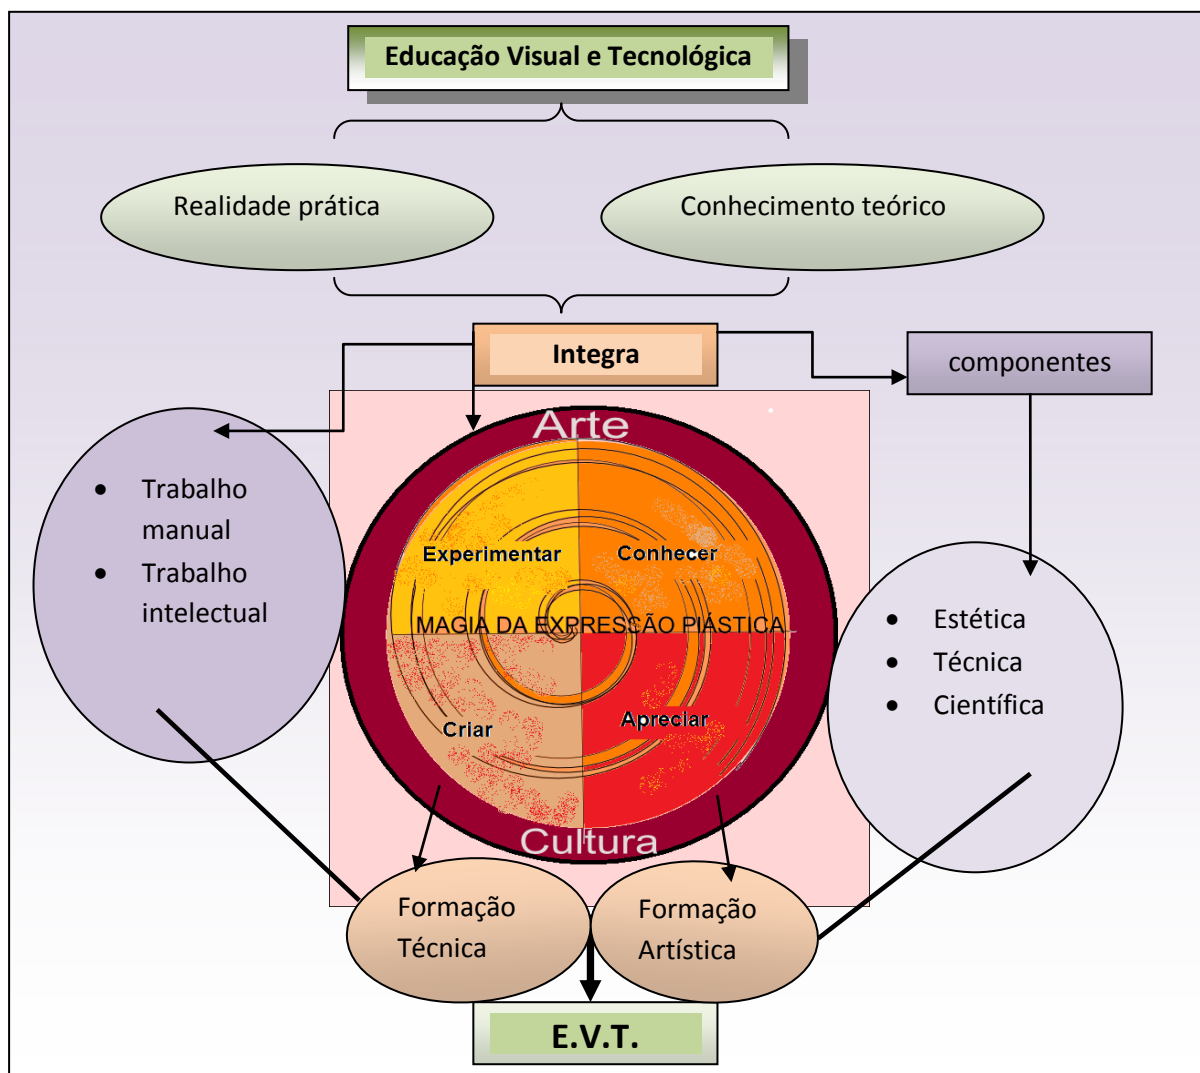 Educação Visual e Tecnológica
Realidade prática
Conhecimento teórico
Integra
componentes
Arte
• Trabalho
manual
• Trabalho
intelectual
Experimentar
Conhecer
MAGIA DA EXPRESSÃO PIÁSTICA
Criar
Apreciar
• Estética
• Técnica
• Científica
Cultura
Formação
Técnica
Formação
Artística
E.V.T.